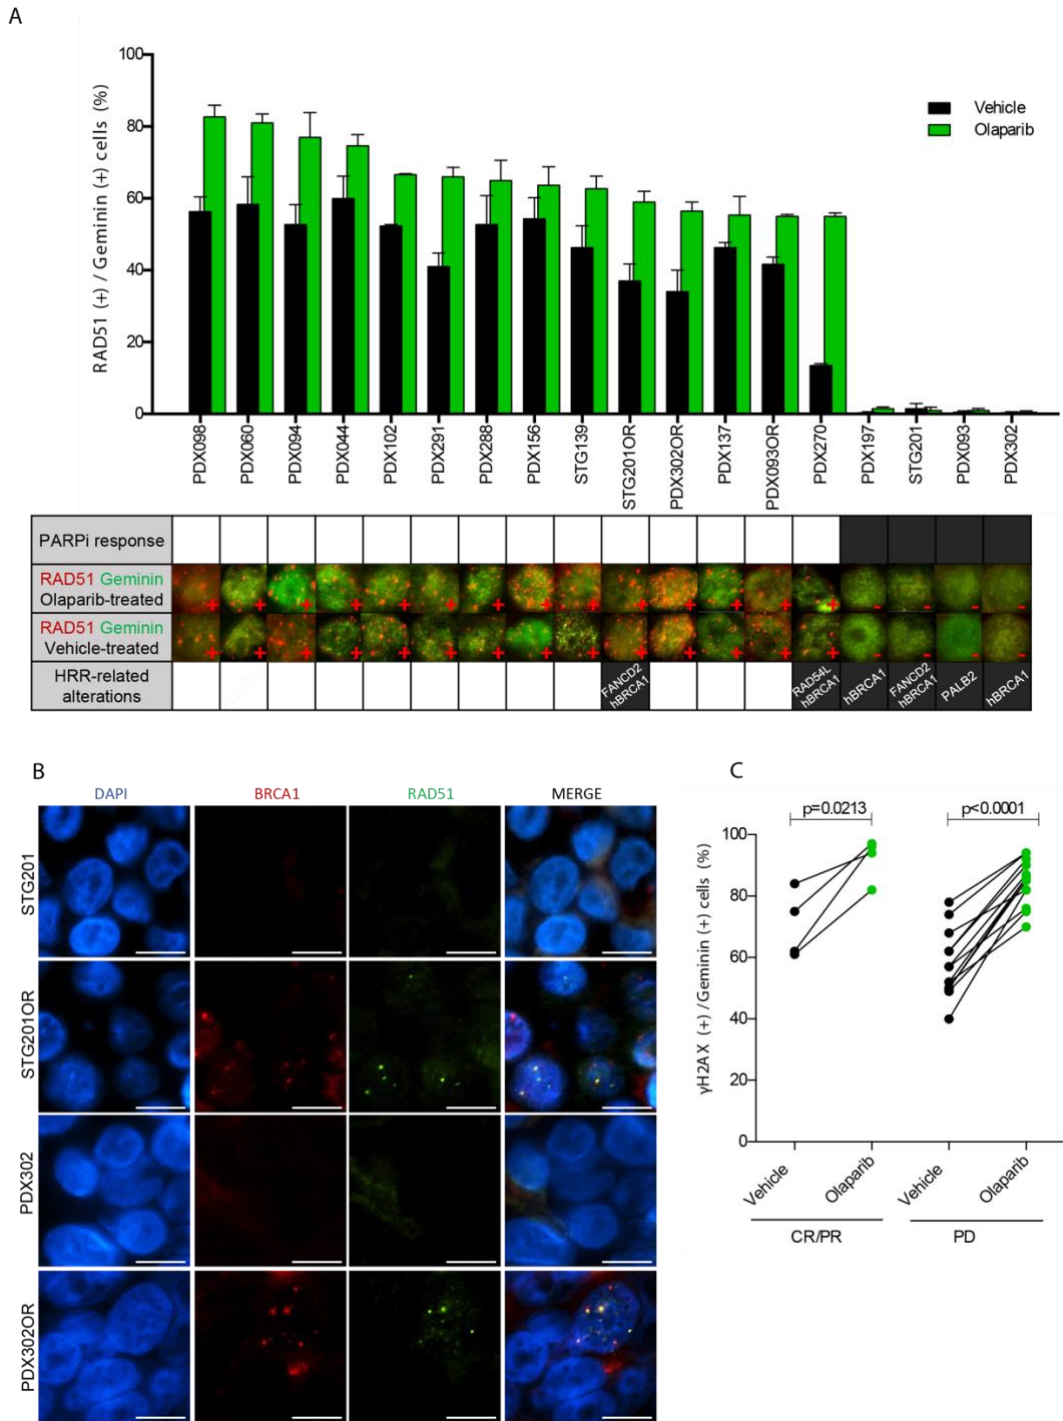 A
100
80
60
40
20
0
RAD51 (+) / Geminin (+) cells (%)
Vehicle
Olaparib
PDX098
PDX060
PDX094
PDX044
PDX102
PDX291
PDX288
PDX156
STG139
STG201OR
PDX302OR
PDX137
PDX093OR
PDX270
PDX197
STG201
PDX093
PDX302
PARPi response
RAD51 Geminin
Olaparib-treated
+ + + + + + + + + + + + + + - - - -
RAD51 Geminin
Vehicle-treated
+ + + + + + + + + + + + + + - - - -
HRR-related
alterations
FANCD2
hBRCA1
RAD54L
hBRCA1
hBRCA1
FANCD2
hBRCA1
PALB2
hBRCA1
B
DAPI BRCA1 RAD51 MERGE
STG201
STG201OR
PDX302
PDX302OR
C
p=0.0213 p<0.0001
100
80
60
40
20
0
γH2AX (+) / Geminin (+) cells (%)
Vehicle
Olaparib
Vehicle
Olaparib
CR/PR PD